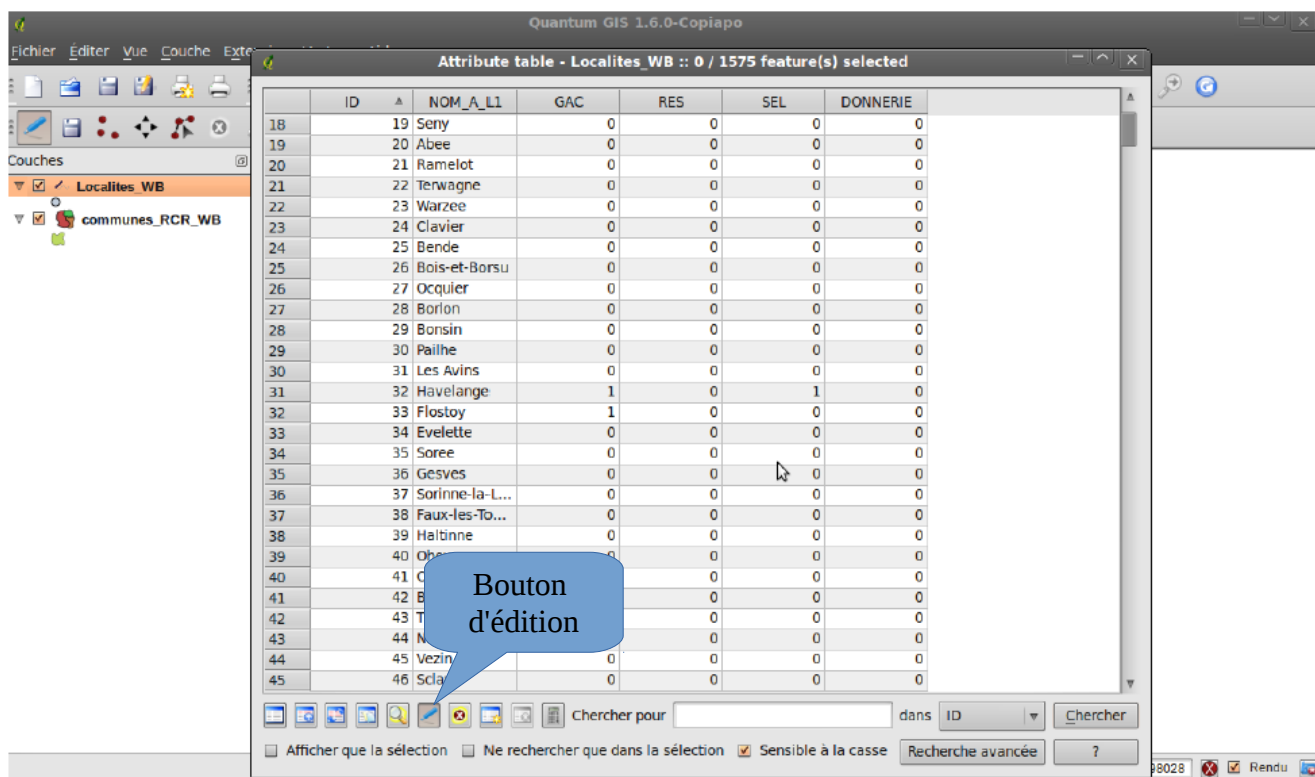 Quantum GIS 1.6.0-Copiapo
Fichier Éditer Vue Couche
Attribute table - Localites_WB :: 0 / 1575 feature(s) selected
Couches
Localites_WB
communes_RCR_WB
ID NOM_A_L1 GAC RES SEL DONNERIE
18 19 Seny 0 0 0 0
19 20 Abee 0 0 0 0
20 21 Ramelot 0 0 0 0
21 22 Terwagne 0 0 0 0
22 23 Warzee 0 0 0 0
23 24 Clavier 0 0 0 0
24 25 Bende 0 0 0 0
25 26 Bois-et-Borsu 0 0 0 0
26 27 Ocquier 0 0 0 0
27 28 Borlon 0 0 0 0
28 29 Bonsin 0 0 0 0
29 30 Pailhe 0 0 0 0
30 31 Les Avins 0 0 0 0
31 32 Havelange 1 0 1 0
32 33 Flostoy 1 0 0 0
33 34 Evelette 0 0 0 0
34 35 Soree 0 0 0 0
35 36 Gesves 0 0 0 0
36 37 Sorinne-la-L... 0 0 0 0
37 38 Faux-les-To... 0 0 0 0
38 39 Haltinne 0 0 0 0
39 40 0 0 0
40 41 0 0 0
41 42 0 0 0
42 43 0 0 0
43 44 0 0 0
44 45 Vezin 0 0 0 0
45 46 0 0 0 0
Bouton
d'édition
Chercher pour dans ID Chercher
Afficher que la sélection Ne rechercher que dans la sélection Sensible à la casse Recherche avancée ?
98028 Rendu